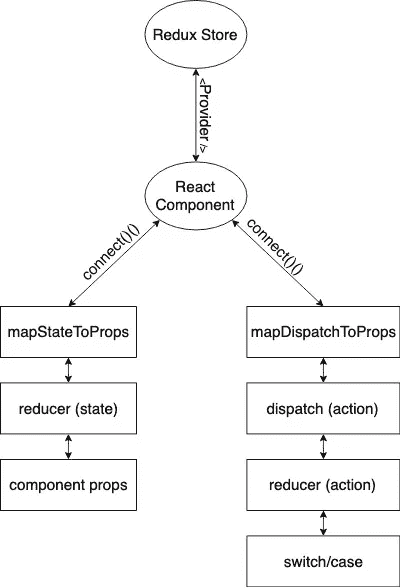 Redux Store
<Provider />
React
Component
connect()()
connect()()
mapStateToProps
mapDispatchToProps
reducer (state)
dispatch (action)
component props
reducer (action)
switch/case